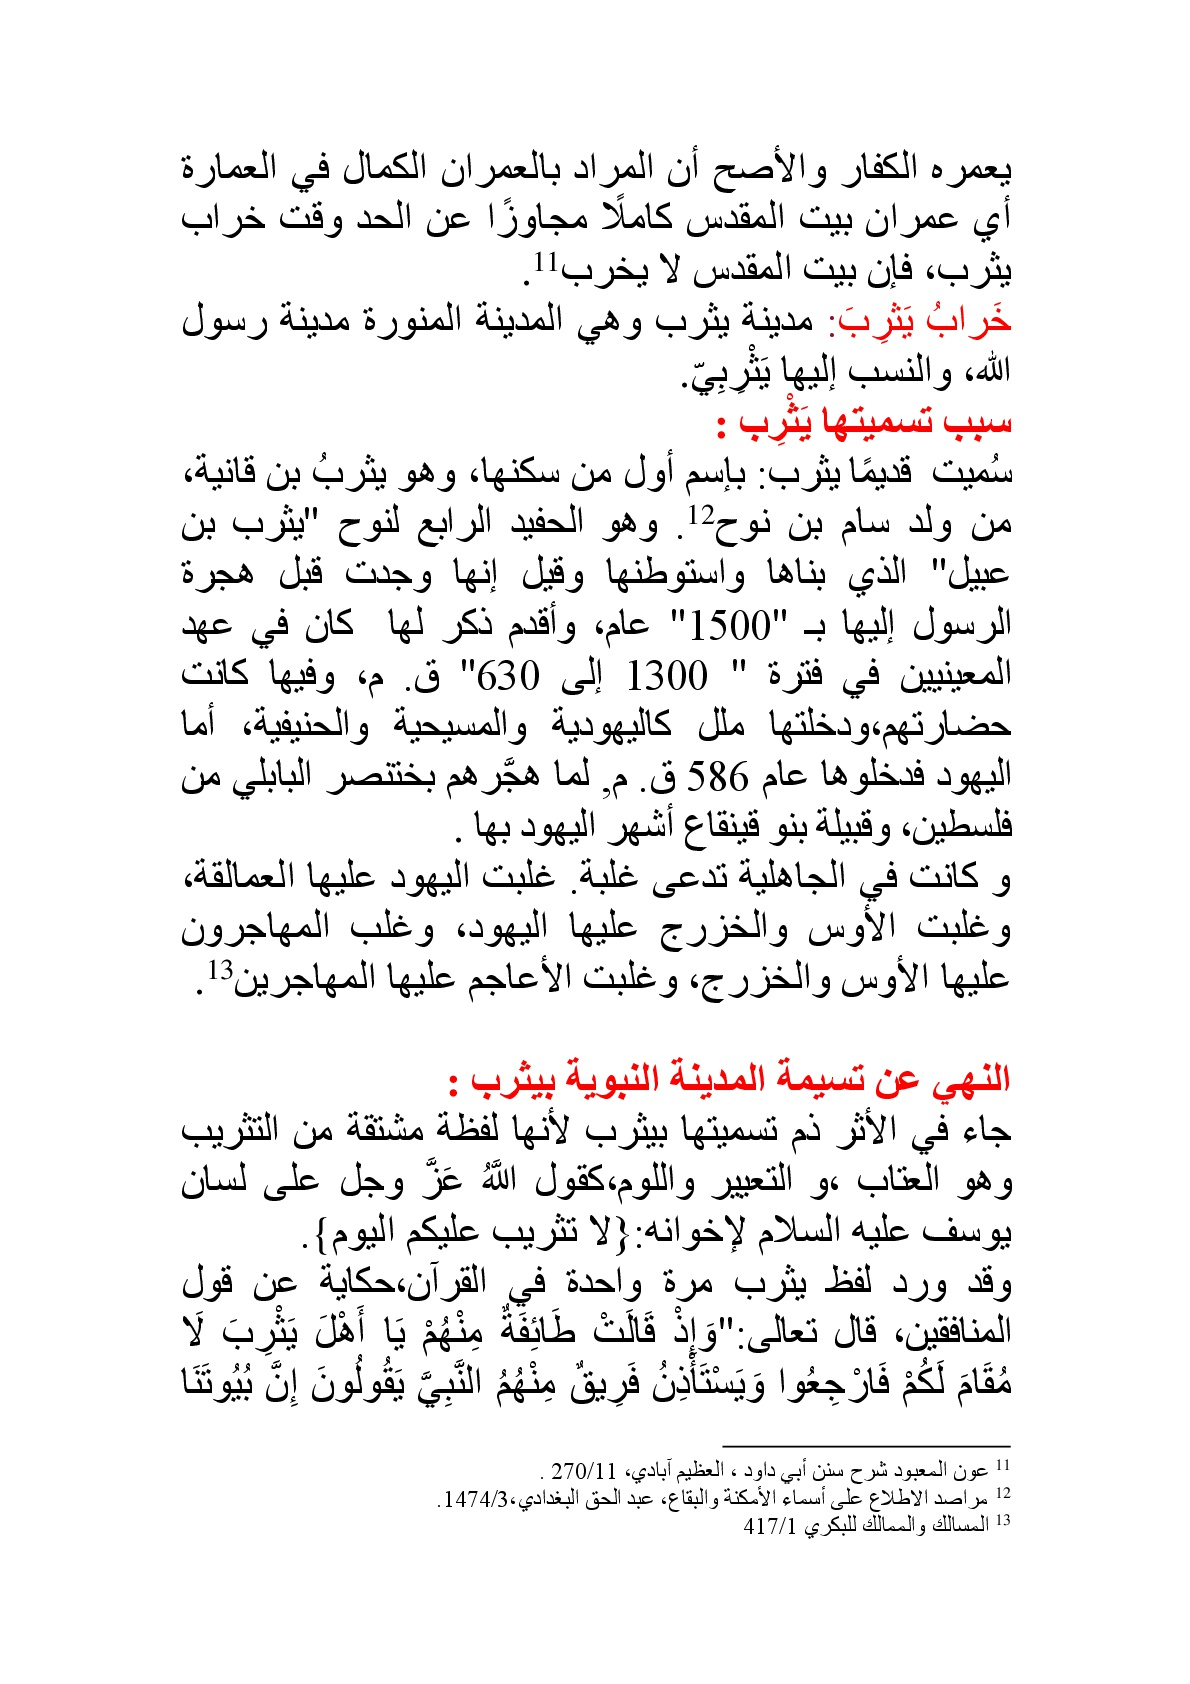 يعمره الكفار والأصح أن المراد بالعمران الكمال في العمارة
أي عمران بيت المقدس كاملًا مجاوزًا عن الحد وقت خراب
يثرب، فإن بيت المقدس لا يخرب11.
خَرابُ يَثرِبَ: مدينة يثرب وهي المدينة المنورة مدينة رسول
الله، والنسب إليها يَثْرِبِيّ.
سبب تسميتها يَثْرِب :
سُميت قديمًا يثرب: بإسم أول من سكنها، وهو يثربُ بن قانية،
من ولد سام بن نوح12. وهو الحفيد الرابع لنوح "يثرب بن
عبيل" الذي بناها واستوطنها وقيل إنها وجدت قبل هجرة
الرسول إليها بـ "1500" عام، وأقدم ذكر لها كان في عهد
المعينيين في فترة " 1300 إلى 630" ق. م، وفيها كانت
حضارتهم،ودخلتها ملل كاليهودية والمسيحية والحنيفية، أما
اليهود فدخلوها عام 586 ق. م, لما هجَّرهم بختنصر البابلي من
فلسطين، وقبيلة بنو قينقاع أشهر اليهود بها .
و كانت في الجاهلية تدعى غلبة. غلبت اليهود عليها العمالقة،
وغلبت الأوس والخزرج عليها اليهود، وغلب المهاجرون
عليها الأوس والخزرج، وغلبت الأعاجم عليها المهاجرين13.
النهي عن تسيمة المدينة النبوية بيثرب :
جاء في الأثر ذم تسميتها بيثرب لأنها لفظة مشتقة من التثريب
وهو العتاب ،و التعيير واللوم،كقول اللَّهُ عَزَّ وجل على لسان
يوسف عليه السلام لإخوانه:{لا تثريب عليكم اليوم}.
وقد ورد لفظ يثرب مرة واحدة في القرآن،حكاية عن قول
المنافقين، قال تعالى:"وَإِذْ قَالَتْ طَائِفَةٌ مِنْهُمْ يَا أَهْلَ يَثْرِبَ لَا
مُقَامَ لَكُمْ فَارْجِعُوا وَيَسْتَأْذِنُ فَرِيقٌ مِنْهُمُ النَّبِيَّ يَقُولُونَ إِنَّ بُيُوتَنَا
11 عون المعبود شرح سنن أبي داود ، العظيم آبادي، 270/11 .
12 مراصد الاطلاع على أسماء الأمكنة والبقاع، عبد الحق البغدادي،1474/3.
13 المسالك والممالك للبكري 417/1